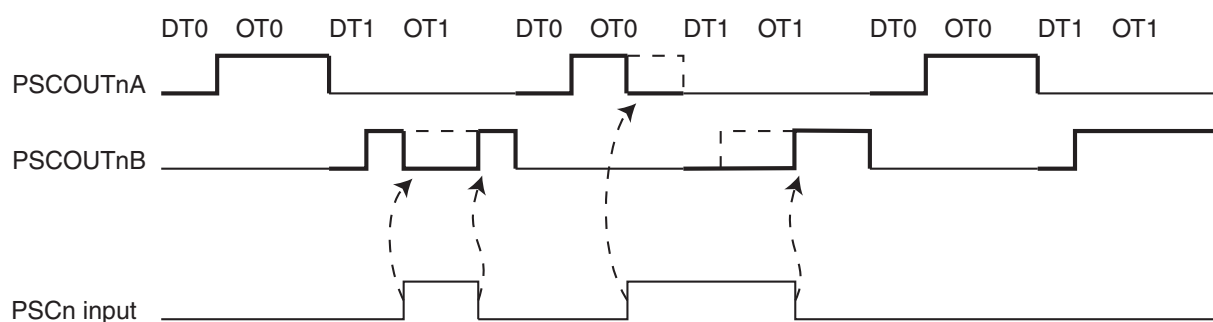 DT0 OT0 DT1 OT1 DT0 OT0 DT1 OT1 DT0 OT0 DT1 OT1
PSCOUTnA
PSCOUTnB
PSCn input